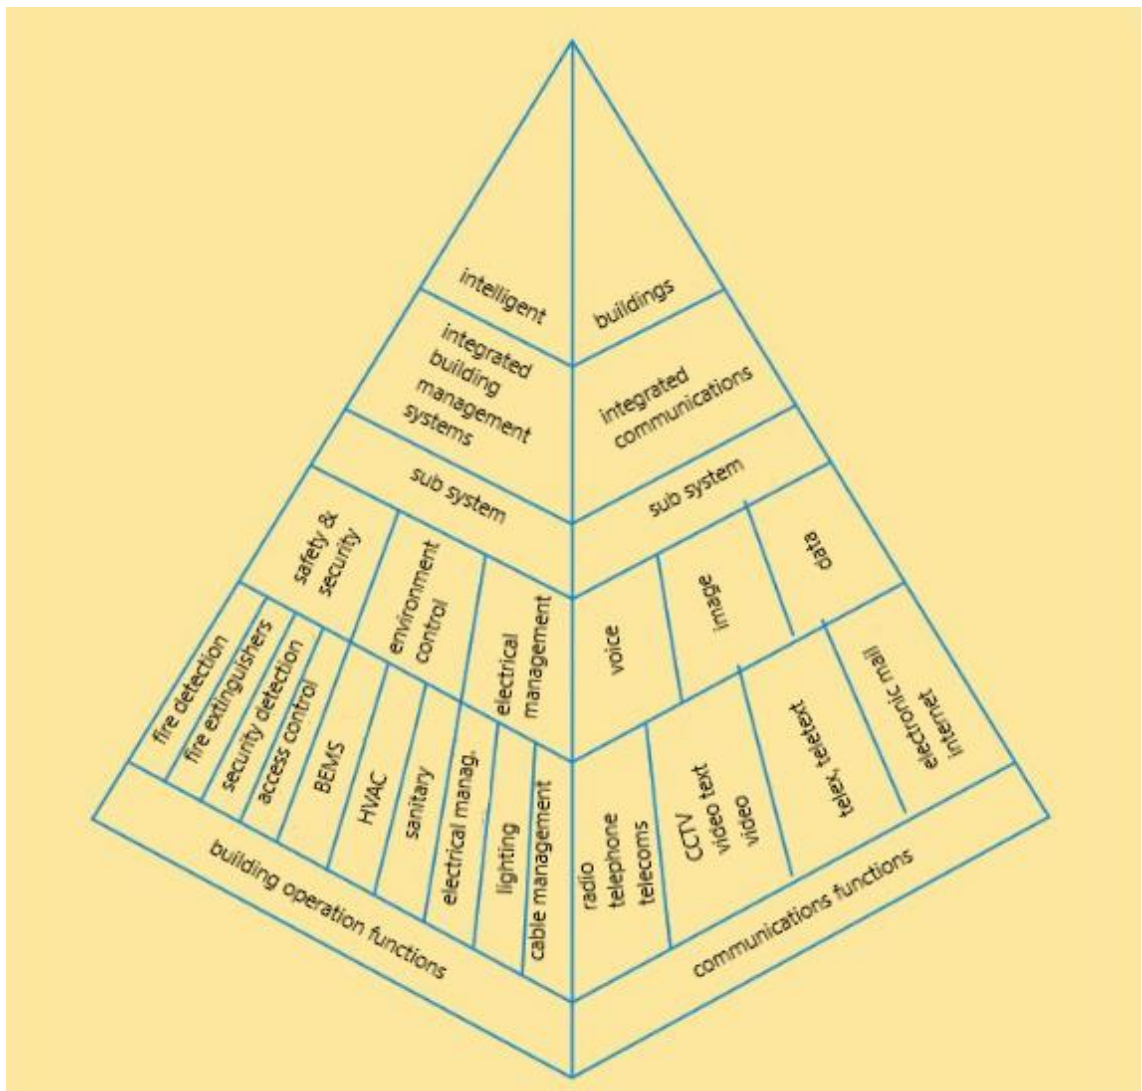 intelligent
buildings
integrated
building
management
systems
integrated
communications
sub system
sub system
safety &
security
environment
control
electrical
management
voice
image
data
fire detection
fire extinguishers
security detection
access control
BEMS
HVAC
sanitary
electrical manag.
lighting
cable management
radio
telephone
telecoms
CCTV
video text
video
telex, teletext
electronic mail
internet
building operation functions
communications functions